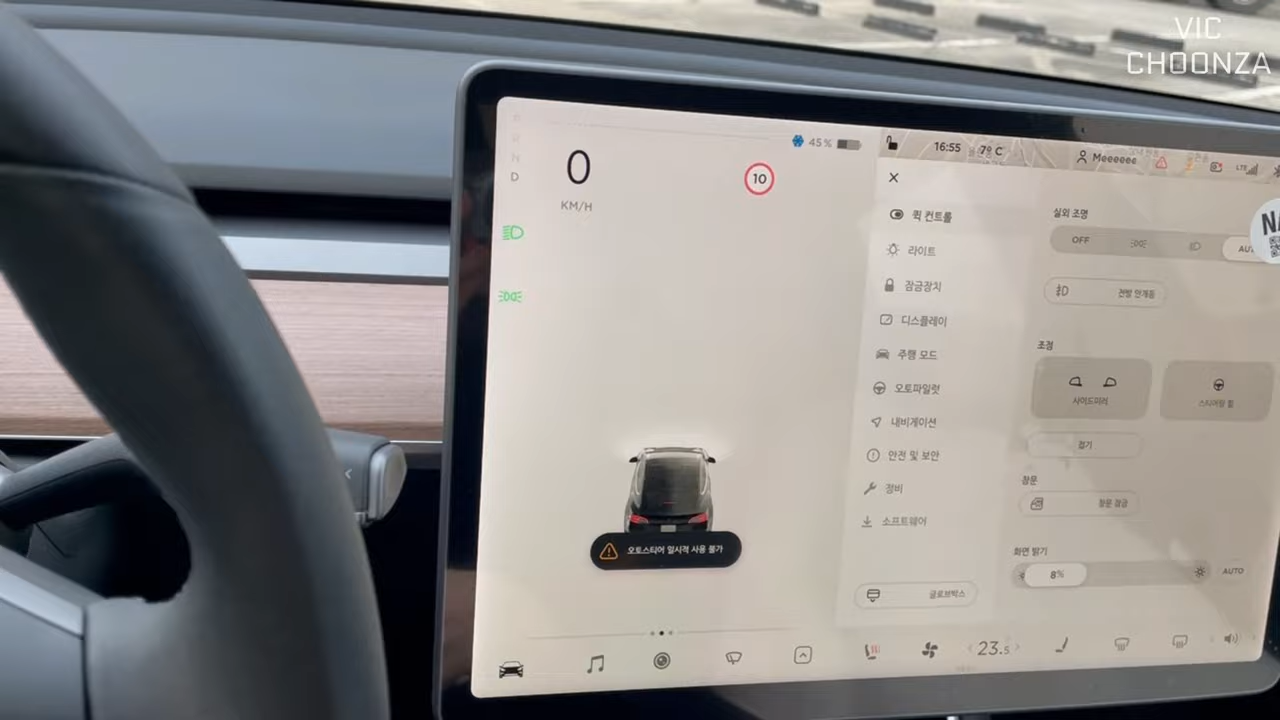 VIC
CHOONZA
P
R
N
D
0
KM/H
45 %
10
16:55
7°C
Meeeeee
LTE
퀵 컨트롤
라이트
잠금장치
디스플레이
주행 모드
오토파일럿
내비게이션
안전 및 보안
정비
소프트웨어
글로브박스
실외 조명
OFF
AUT
전방 안개등
조정
사이드미러
스티어링 휠
접기
창문
창문 잠금
화면 밝기
8%
AUTO
NA
오토스티어 일시적 사용 불가
23.5